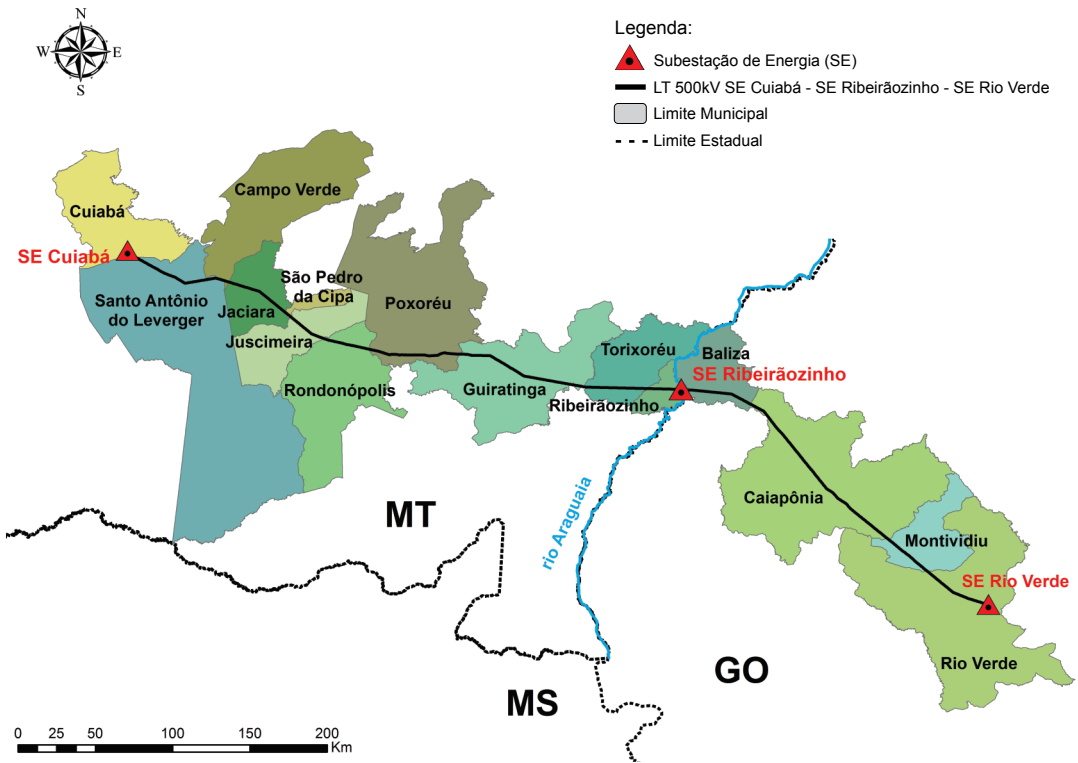 N
W E
S
Legenda:
Subestação de Energia (SE)
LT 500kV SE Cuiabá - SE Ribeirãozinho - SE Rio Verde
Limite Municipal
Limite Estadual
Cuiabá
SE Cuiabá
Campo Verde
Santo Antônio
do Leverger
Jaciara
São Pedro
da Cipa
Juscimeira
Poxoréu
Rondonópolis
Guiratinga
Torixoréu
Ribeirãozinho
Baliza
SE Ribeirãozinho
rio Araguaia
Caiapônia
Montividiu
SE Rio Verde
Rio Verde
MT
MS
GO
0 25 50 100 150 200
Km